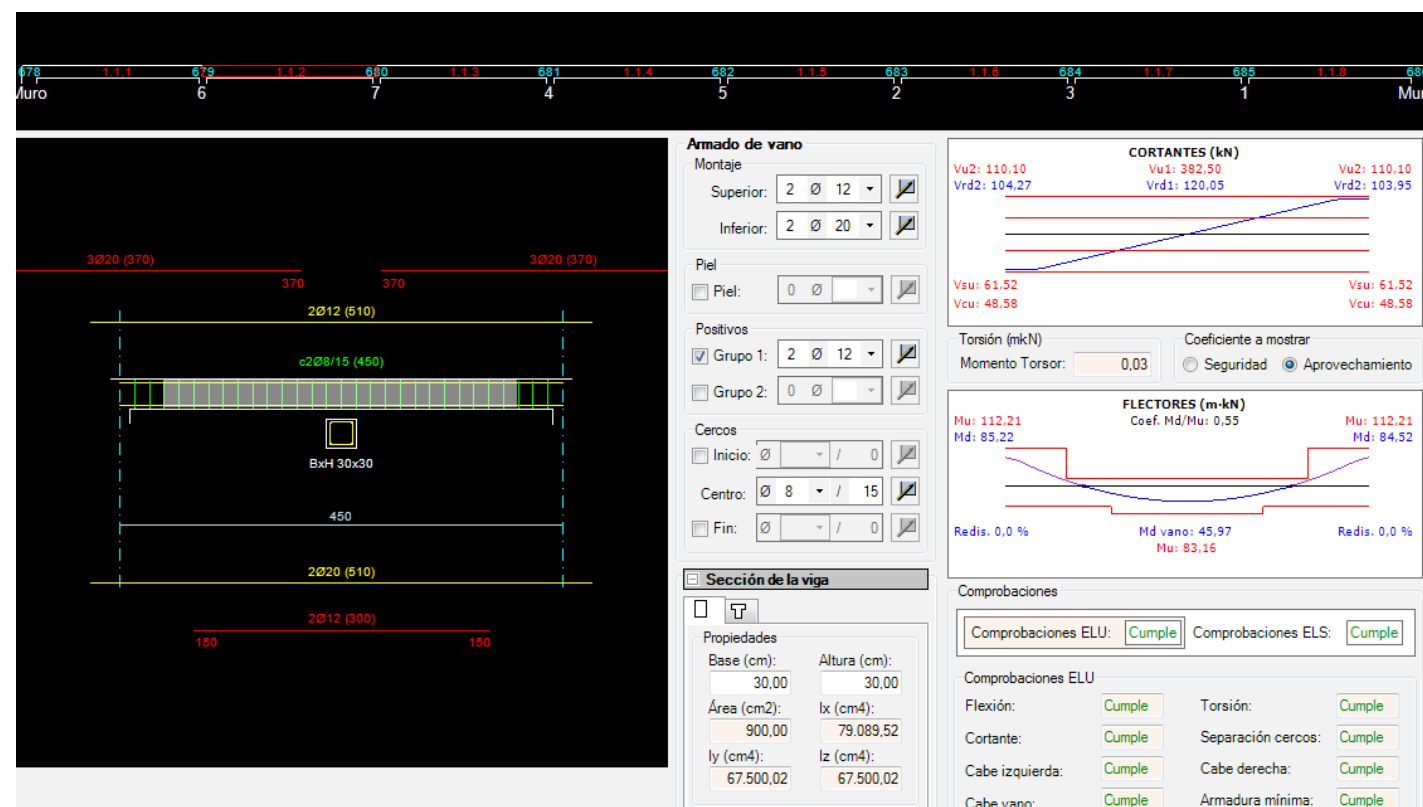 678 1.1.1 679 1.1.2 680 1.1.3 681 1.1.4 682 1.1.5 683 1.1.6 684 1.1.7 685 1.1.8 68
Muro 6 7 4 5 2 3 1 Mur
3Ø20 (370) 3Ø20 (370)
370 370
2Ø12 (510)
c2Ø8/15 (450)
BxH 30x30
450
2Ø20 (510)
2Ø12 (300)
150 150
Armado de vano
Montaje
Superior: 2 Ø 12
Inferior: 2 Ø 20
Piel
Piel: 0 Ø
Positivos
Grupo 1: 2 Ø 12
Grupo 2: 0 Ø
Cercos
Inicio: Ø / 0
Centro: Ø 8 / 15
Fin: Ø / 0
Sección de la viga
Propiedades
Base (cm): Altura (cm):
30,00 30,00
Área (cm2): Ix (cm4):
900,00 79.089,52
Iy (cm4): Iz (cm4):
67.500,02 67.500,02
CORTANTES (kN)
Vu2: 110,10 Vu1: 382,50 Vu2: 110,10
Vrd2: 104,27 Vrd1: 120,05 Vrd2: 103,95
Vsu: 61,52 Vsu: 61,52
Vcu: 48,58 Vcu: 48,58
Torsión (mkN) Coeficiente a mostrar
Momento Torsor: 0,03 Seguridad Aprovechamiento
FLECTORES (m·kN)
Mu: 112,21 Coef. Md/Mu: 0,55 Mu: 112,21
Md: 85,22 Md: 84,52
Redis. 0,0 % Md vano: 45,97 Redis. 0,0 %
Mu: 83,16
Comprobaciones
Comprobaciones ELU: Cumple Comprobaciones ELS: Cumple
Comprobaciones ELU
Flexión: Cumple Torsión: Cumple
Cortante: Cumple Separación cercos: Cumple
Cabe izquierda: Cumple Cabe derecha: Cumple
Cabe vano: Cumple Armadura mínima: Cumple